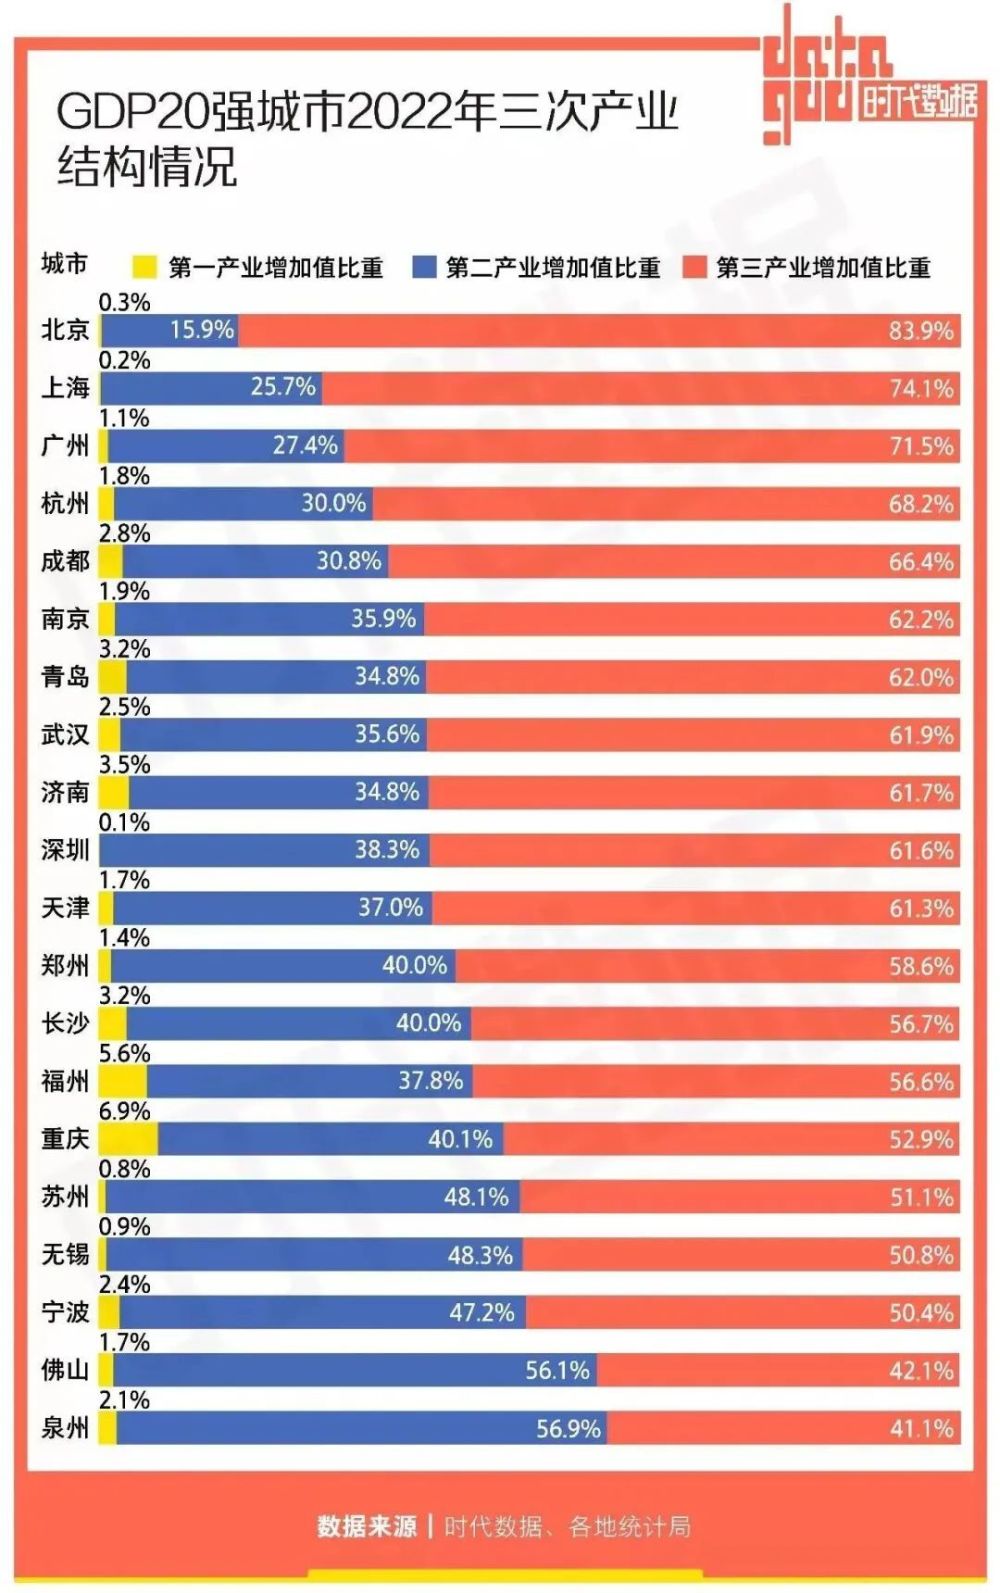 data
good 时代数据
GDP20强城市2022年三次产业
结构情况
城市 第一产业增加值比重 第二产业增加值比重 第三产业增加值比重
0.3%
北京 15.9% 83.9%
0.2%
上海 25.7% 74.1%
1.1%
广州 27.4% 71.5%
1.8%
杭州 30.0% 68.2%
2.8%
成都 30.8% 66.4%
1.9%
南京 35.9% 62.2%
3.2%
青岛 34.8% 62.0%
2.5%
武汉 35.6% 61.9%
3.5%
济南 34.8% 61.7%
0.1%
深圳 38.3% 61.6%
1.7%
天津 37.0% 61.3%
1.4%
郑州 40.0% 58.6%
3.2%
长沙 40.0% 56.7%
5.6%
福州 37.8% 56.6%
6.9%
重庆 40.1% 52.9%
0.8%
苏州 48.1% 51.1%
0.9%
无锡 48.3% 50.8%
2.4%
宁波 47.2% 50.4%
1.7%
佛山 56.1% 42.1%
2.1%
泉州 56.9% 41.1%
数据来源 | 时代数据、各地统计局